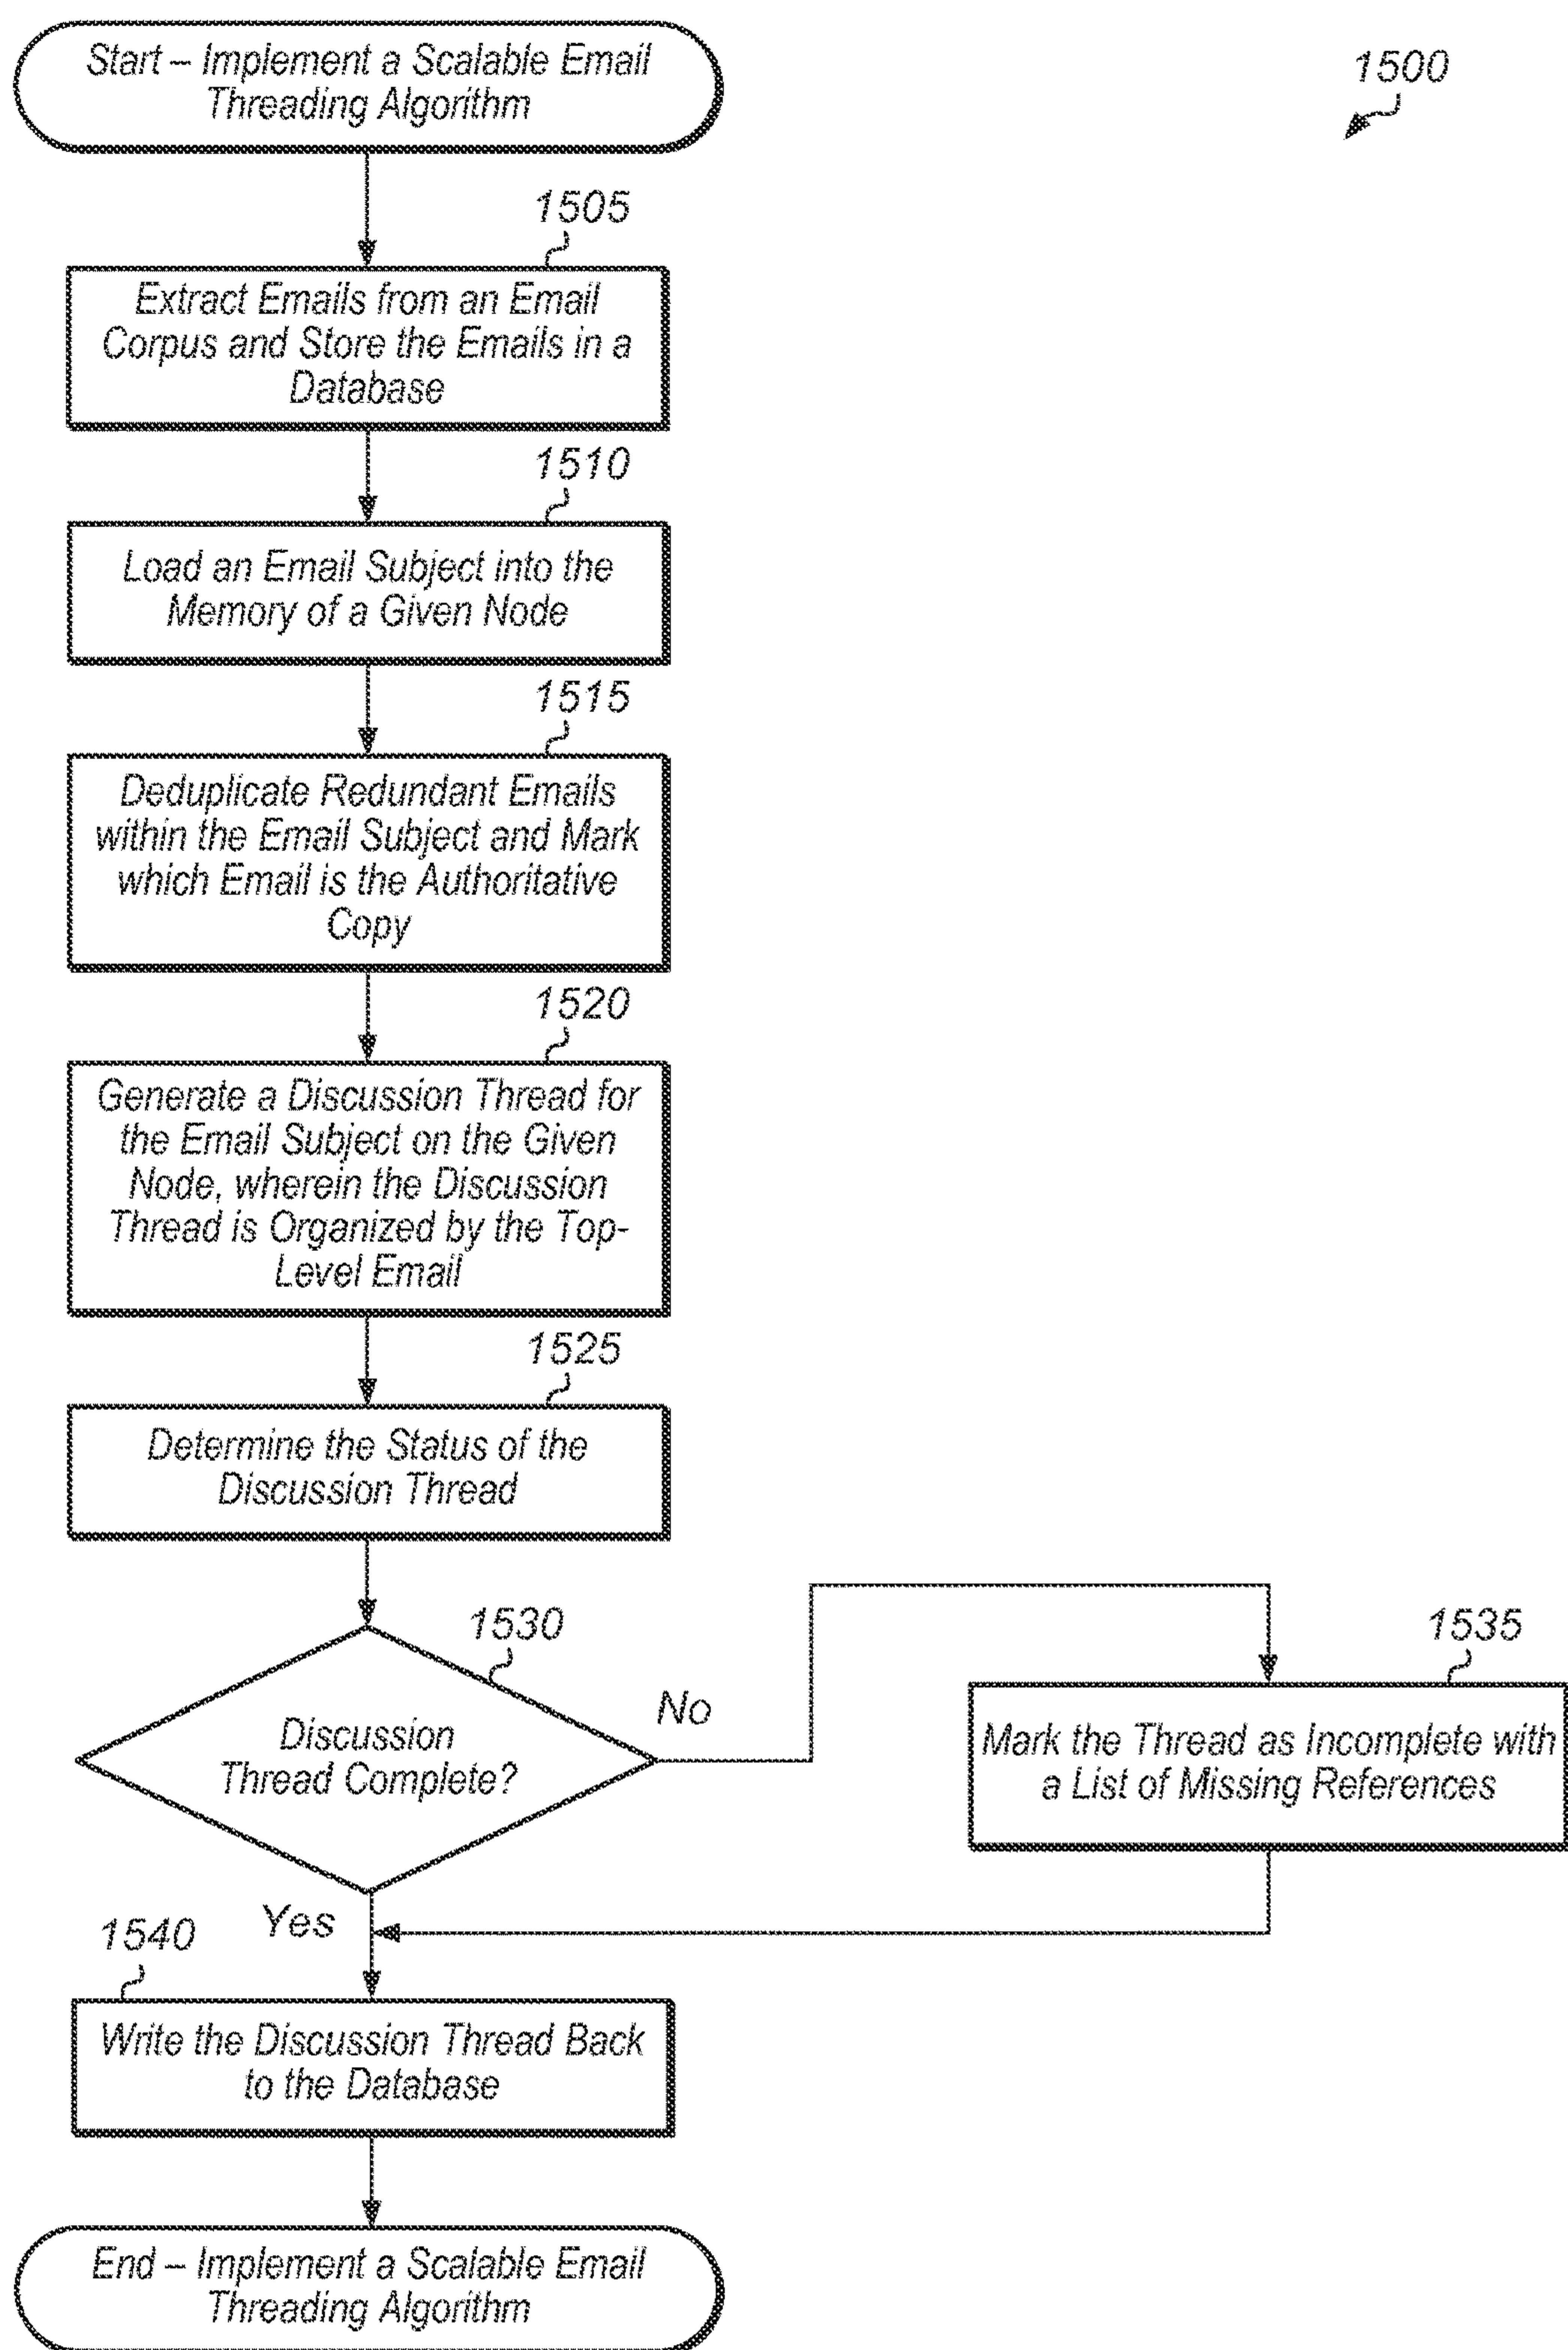 Start – Implement a Scalable Email
Threading Algorithm
1500
1505
Extract Emails from an Email
Corpus and Store the Emails in a
Database
1510
Load an Email Subject into the
Memory of a Given Node
1515
Deduplicate Redundant Emails
within the Email Subject and Mark
which Email is the Authoritative
Copy
1520
Generate a Discussion Thread for
the Email Subject on the Given
Node, wherein the Discussion
Thread is Organized by the Top-
Level Email
1525
Determine the Status of the
Discussion Thread
1530
Discussion
Thread Complete?
No
1535
Mark the Thread as Incomplete with
a List of Missing References
Yes
1540
Write the Discussion Thread Back
to the Database
End – Implement a Scalable Email
Threading Algorithm